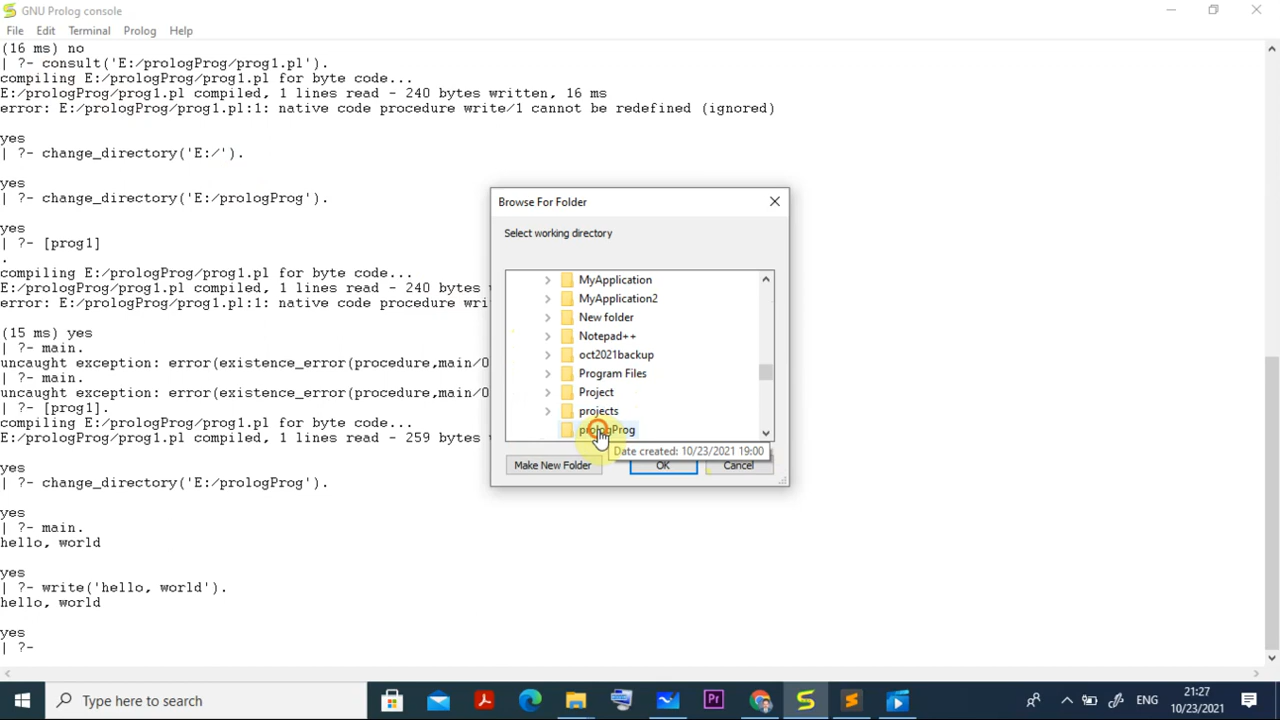 GNU Prolog console
File Edit Terminal Prolog Help
(16 ms) no
| ?- consult('E:/prologProg/prog1.pl').
compiling E:/prologProg/prog1.pl for byte code...
E:/prologProg/prog1.pl compiled, 1 lines read - 240 bytes written, 16 ms
error: E:/prologProg/prog1.pl:1: native code procedure write/1 cannot be redefined (ignored)
yes
| ?- change_directory('E:/').
yes
| ?- change_directory('E:/prologProg').
yes
| ?- [prog1]
.
compiling E:/prologProg/prog1.pl for byte code...
E:/prologProg/prog1.pl compiled, 1 lines read - 240 bytes w
error: E:/prologProg/prog1.pl:1: native code procedure wri
(15 ms) yes
| ?- main.
uncaught exception: error(existence_error(procedure,main/0
| ?- main.
uncaught exception: error(existence_error(procedure,main/0
| ?- [prog1].
compiling E:/prologProg/prog1.pl for byte code...
E:/prologProg/prog1.pl compiled, 1 lines read - 259 bytes w
yes
| ?- change_directory('E:/prologProg').
yes
| ?- main.
hello, world
yes
| ?- write('hello, world').
hello, world
yes
| ?-
Browse For Folder
Select working directory
MyApplication
MyApplication2
New folder
Notepad++
oct2021backup
Program Files
Project
projects
prologProg
Date created: 10/23/2021 19:00
Make New Folder OK Cancel
Type here to search
Pr
ENG
21:27
10/23/2021